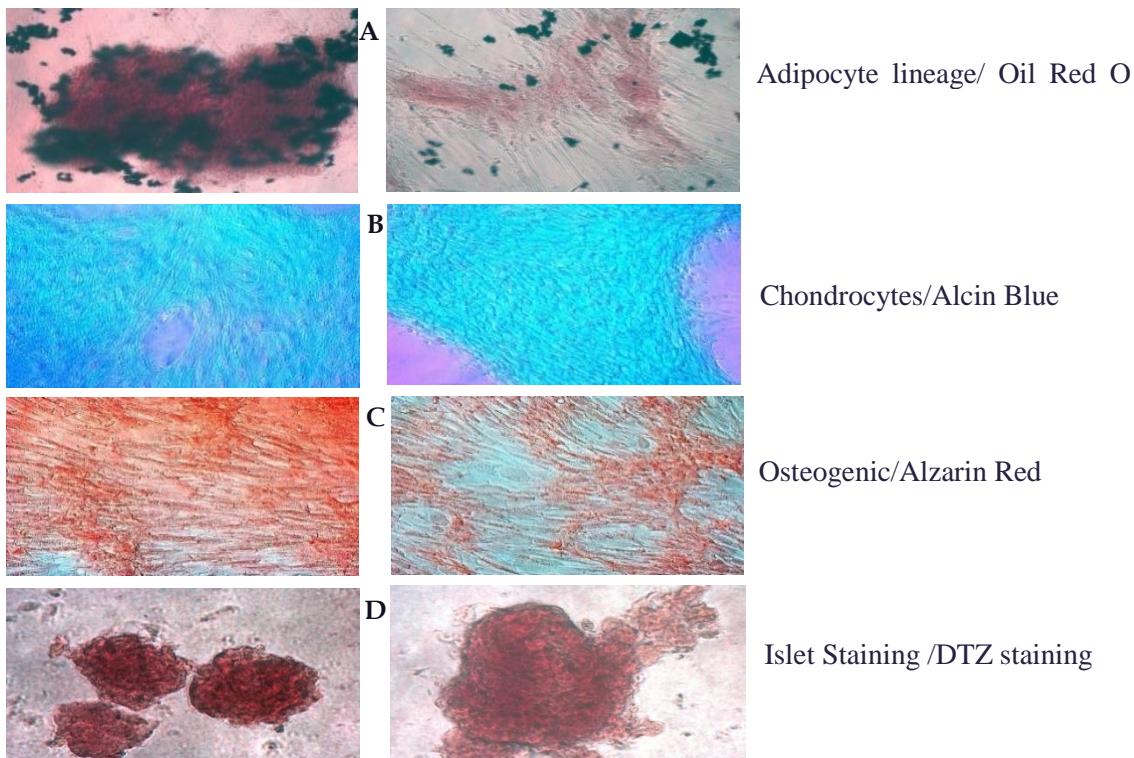 A
Adipocyte lineage/ Oil Red O
B
Chondrocytes/Alcin Blue
C
Osteogenic/Alzarin Red
D
Islet Staining /DTZ staining